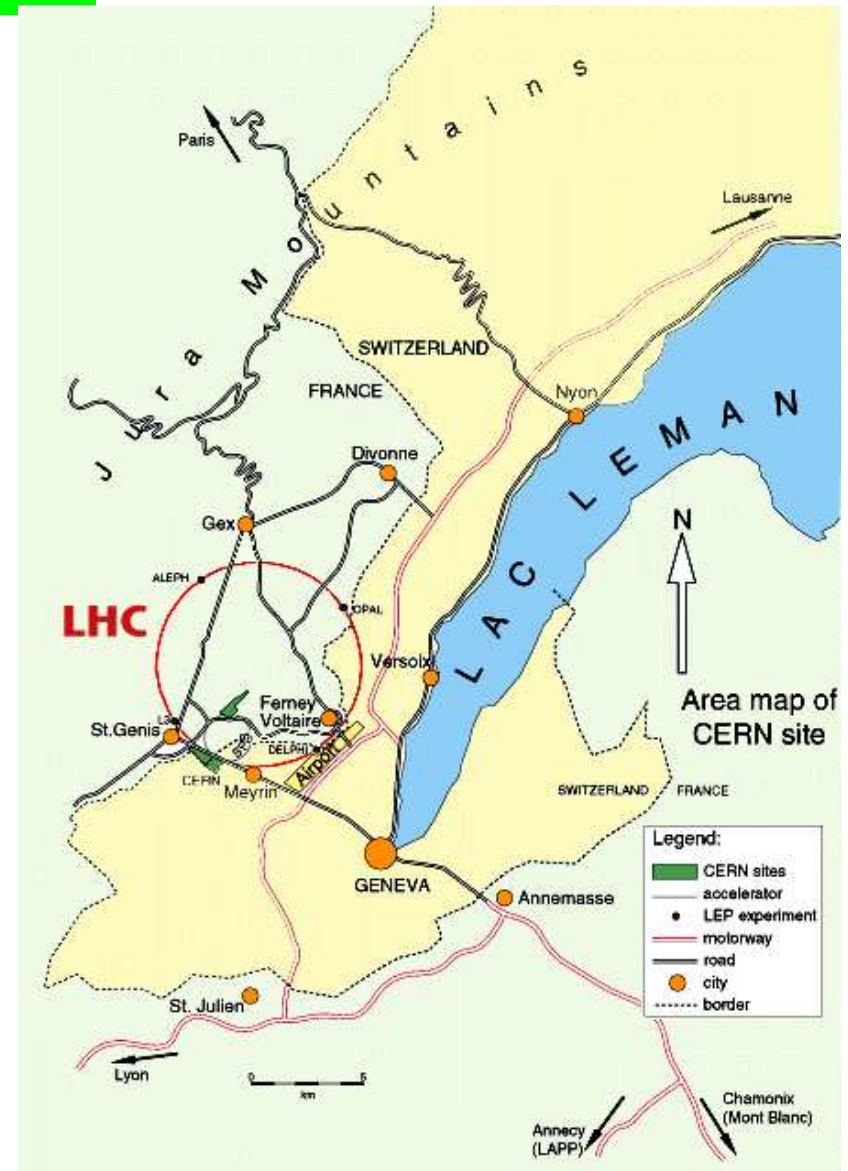 Paris
Jura Mountains
Lausanne
SWITZERLAND
FRANCE
Nyon
Divonne
LAC LEMAN
Gex
N
ALEPH
OPAL
LHC
Versoix
Area map of
CERN site
Ferney
Voltaire
L3
St.Genis
SPS
DELPHI
Airport
CERN
Meyrin
SWITZERLAND
FRANCE
GENEVA
Annemasse
Legend:
CERN sites
accelerator
LEP experiment
motorway
road
city
border
St. Julien
Lyon
0 5
km
Chamonix
(Mont Blanc)
Annecy
(LAPP)